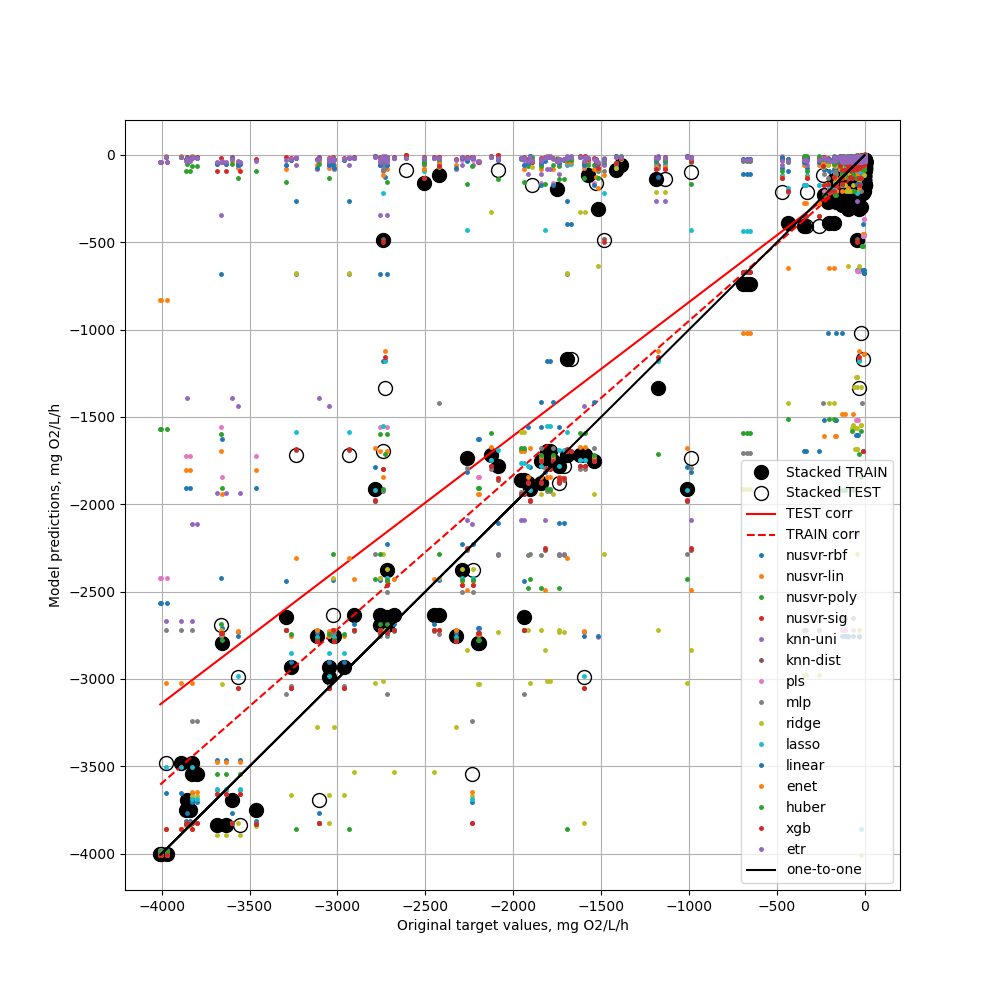 0
−500
−1000
−1500
−2000
−2500
−3000
−3500
−4000
Model predictions, mg O2/L/h
−4000 −3500 −3000 −2500 −2000 −1500 −1000 −500 0
Original target values, mg O2/L/h
Stacked TRAIN
Stacked TEST
TEST corr
TRAIN corr
nusvr-rbf
nusvr-lin
nusvr-poly
nusvr-sig
knn-uni
knn-dist
pls
mlp
ridge
lasso
linear
enet
huber
xgb
etr
one-to-one